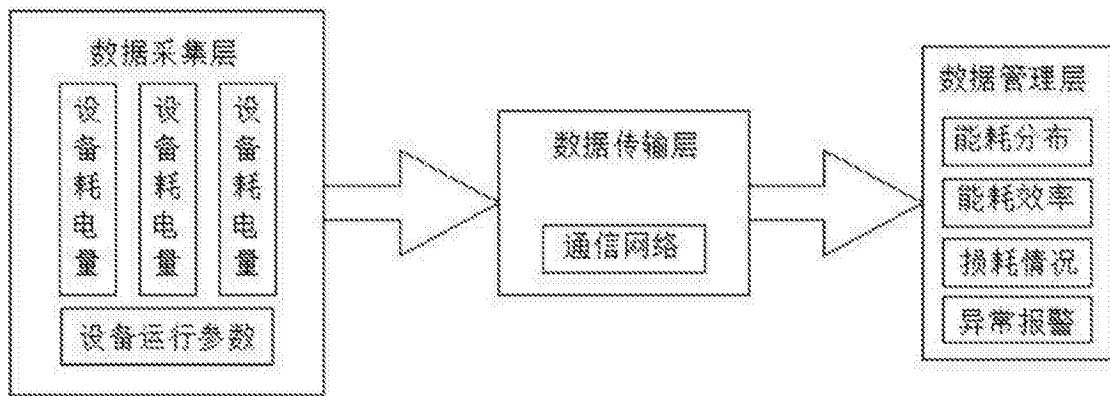 数据采集层
设备耗电量
设备耗电量
设备耗电量
设备运行参数
数据传输层
通信网络
数据管理层
能耗分布
能耗效率
损耗情况
异常报警